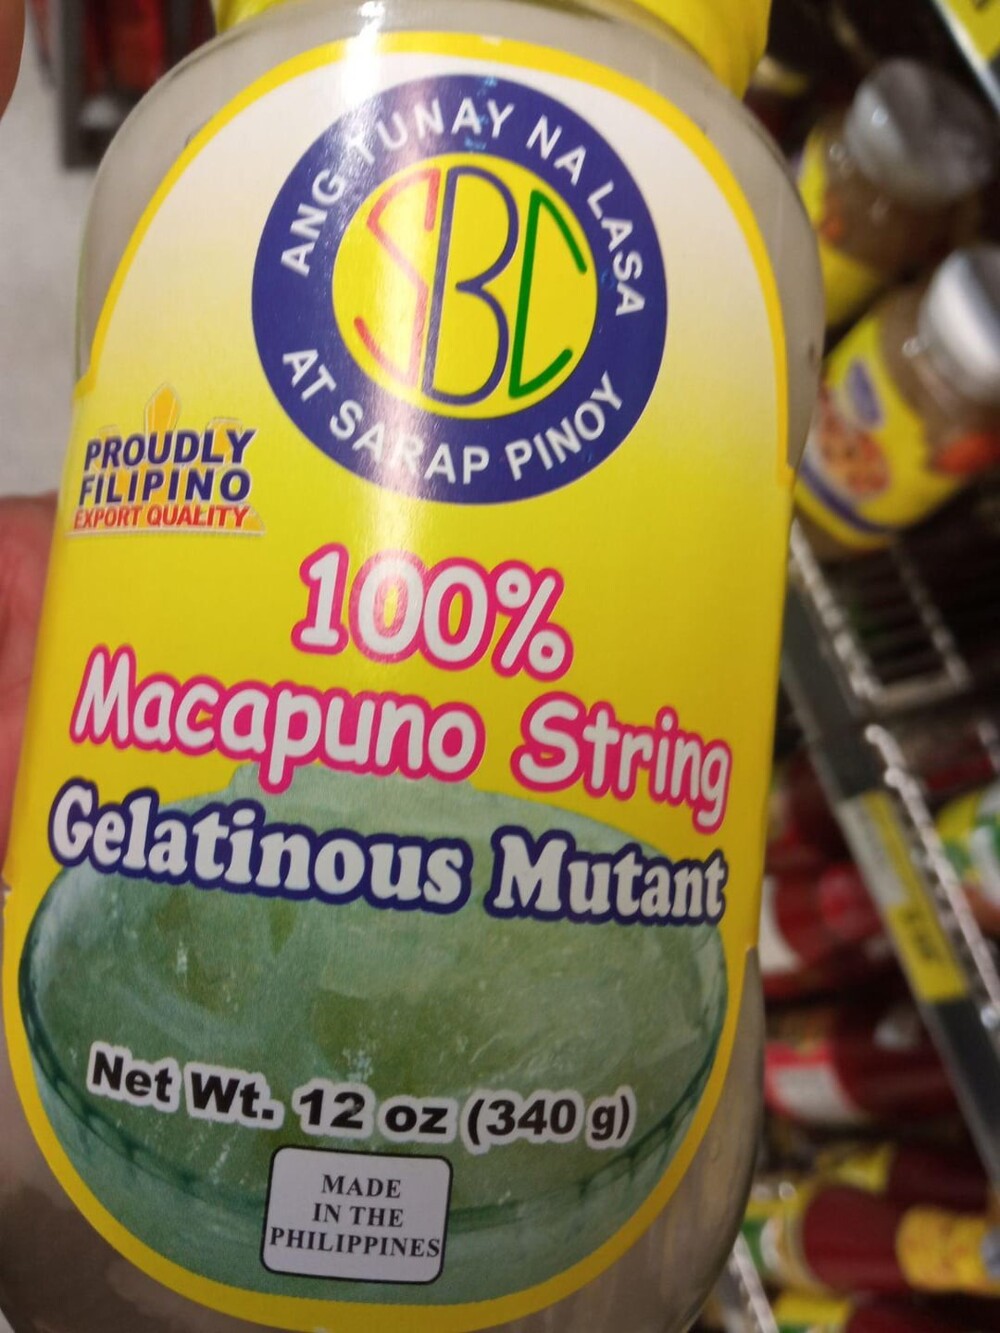 ANG TUNAY NA LASA
SBC
AT SARAP PINOY
PROUDLY
FILIPINO
EXPORT QUALITY
100%
Macapuno String
Gelatinous Mutant
Net Wt. 12 oz (340 g)
MADE
IN THE
PHILIPPINES